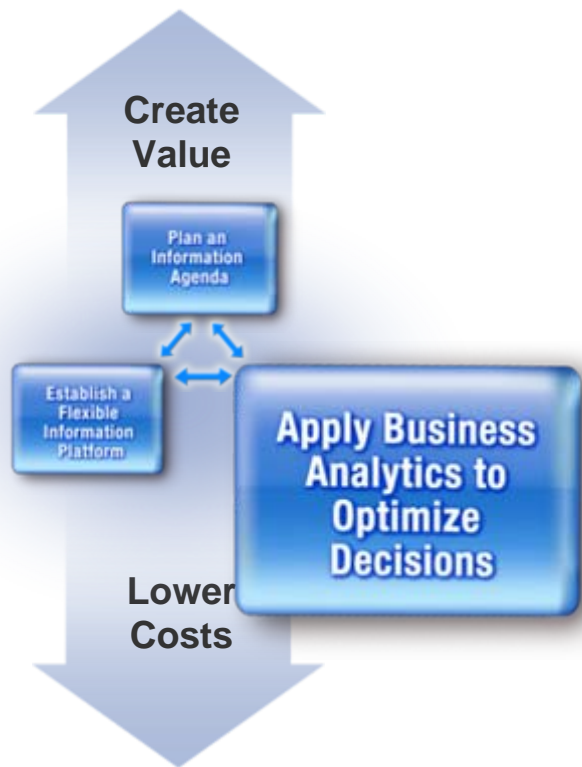 Create
Value
Plan an
Information
Agenda
Establish a
Flexible
Information
Platform
Apply Business
Analytics to
Optimize
Decisions
Lower
Costs